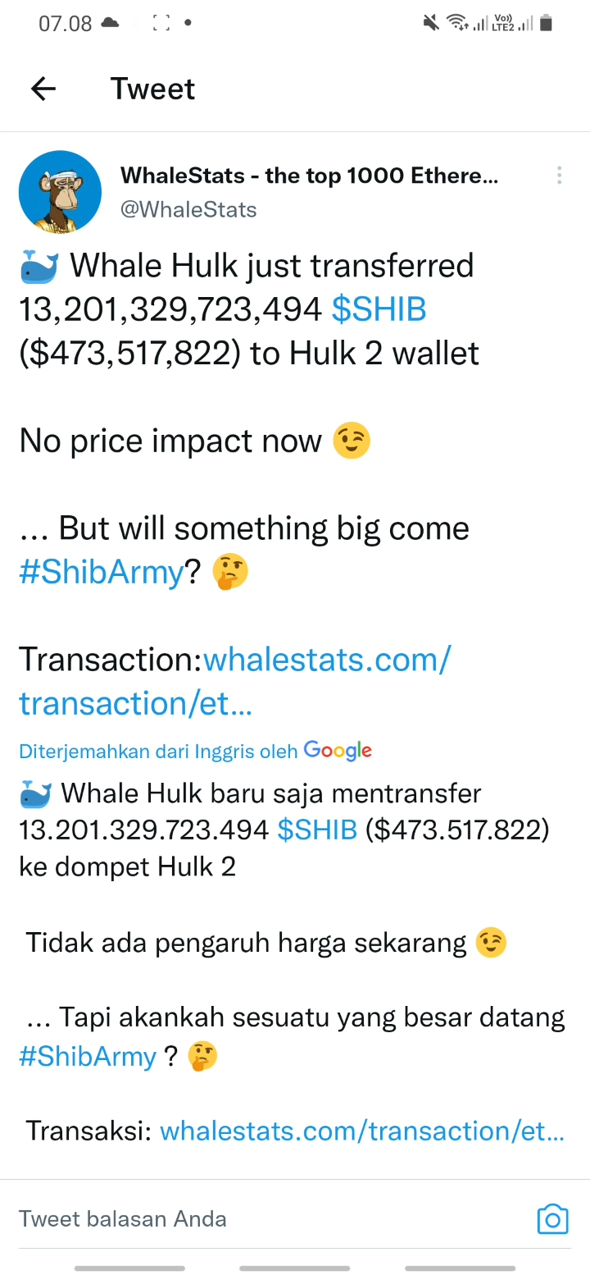 07.08
Vo))
LTE2
Tweet
WhaleStats - the top 1000 Ethere...
@WhaleStats
🐳 Whale Hulk just transferred
13,201,329,723,494 $SHIB
($473,517,822) to Hulk 2 wallet
No price impact now 😉
... But will something big come
#ShibArmy? 🤔
Transaction:whalestats.com/
transaction/et...
Diterjemahkan dari Inggris oleh Google
🐳 Whale Hulk baru saja mentransfer
13.201.329.723.494 $SHIB ($473.517.822)
ke dompet Hulk 2
Tidak ada pengaruh harga sekarang 😉
... Tapi akankah sesuatu yang besar datang
#ShibArmy ? 🤔
Transaksi: whalestats.com/transaction/et...
Tweet balasan Anda